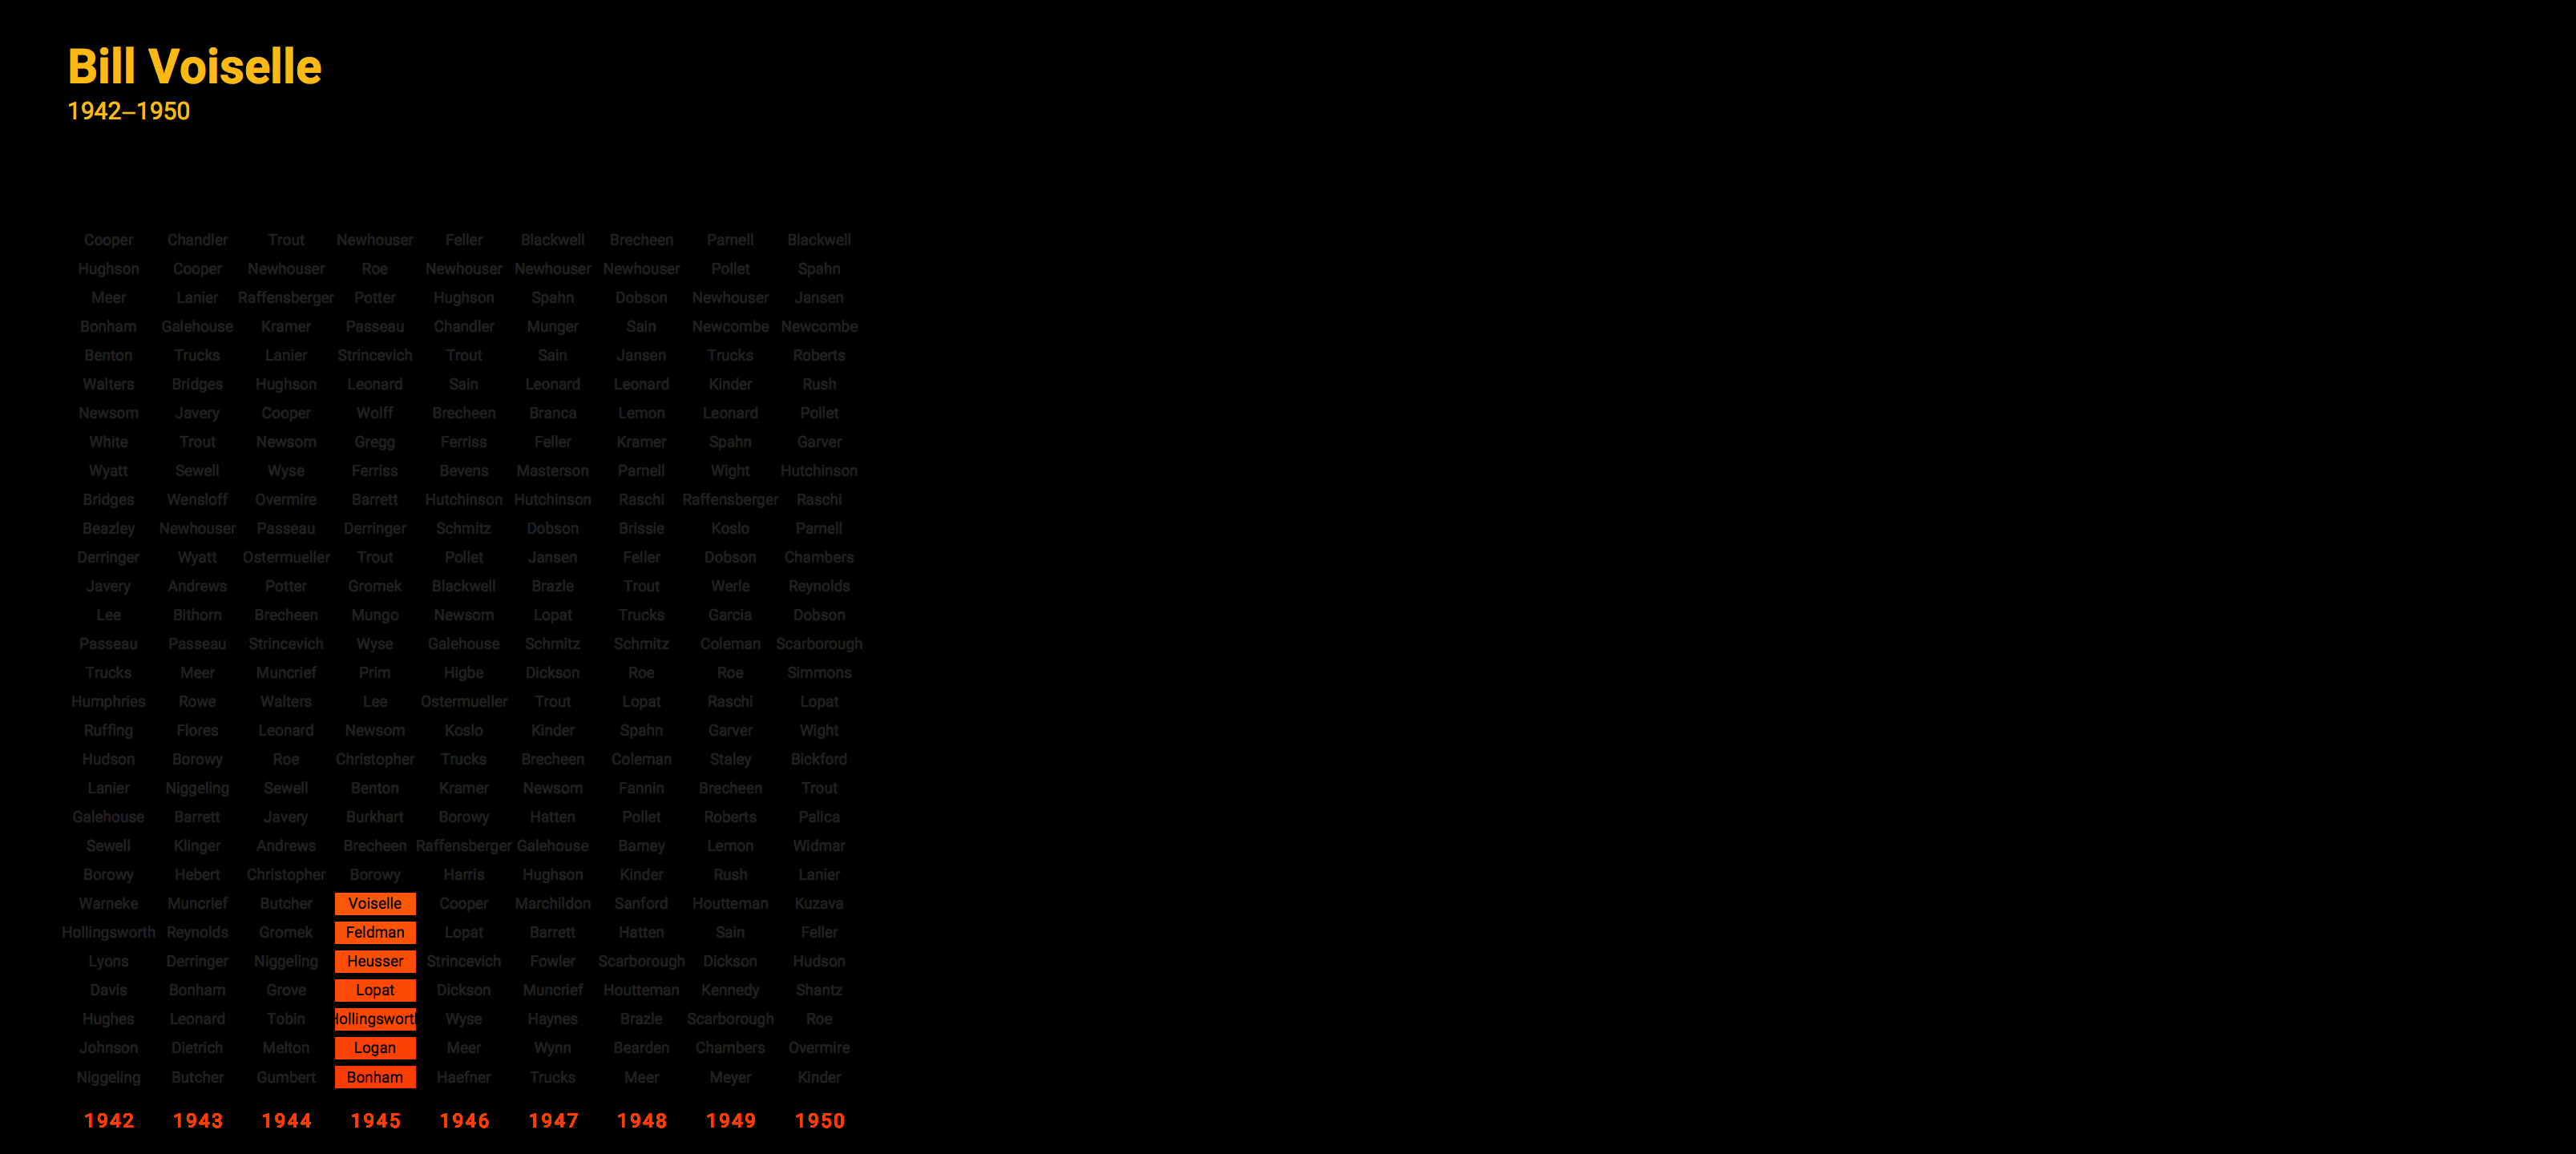 Bill Voiselle
1942–1950
Cooper Chandler Trout Newhouser Feller Blackwell Brecheen Parnell Blackwell
Hughson Cooper Newhouser Roe Newhouser Newhouser Newhouser Pollet Spahn
Meer Lanier Raffensberger Potter Hughson Spahn Dobson Newhouser Jansen
Bonham Galehouse Kramer Passeau Chandler Munger Sain Newcombe Newcombe
Benton Trucks Lanier Strincevich Trout Sain Jansen Trucks Roberts
Walters Bridges Hughson Leonard Sain Leonard Leonard Kinder Rush
Newsom Javery Cooper Wolff Brecheen Branca Lemon Leonard Pollet
White Trout Newsom Gregg Ferriss Feller Kramer Spahn Garver
Wyatt Sewell Wyse Ferriss Bevens Masterson Parnell Wight Hutchinson
Bridges Wensloff Overmire Barrett Hutchinson Hutchinson Raschi Raffensberger Raschi
Beazley Newhouser Passeau Derringer Schmitz Dobson Brissie Koslo Parnell
Derringer Wyatt Ostermueller Trout Pollet Jansen Feller Dobson Chambers
Javery Andrews Potter Gromek Blackwell Brazle Trout Werle Reynolds
Lee Bithorn Brecheen Mungo Newsom Lopat Trucks Garcia Dobson
Passeau Passeau Strincevich Wyse Galehouse Schmitz Schmitz Coleman Scarborough
Trucks Meer Muncrief Prim Higbe Dickson Roe Roe Simmons
Humphries Rowe Walters Lee Ostermueller Trout Lopat Raschi Lopat
Ruffing Flores Leonard Newsom Koslo Kinder Spahn Garver Wight
Hudson Borowy Roe Christopher Trucks Brecheen Coleman Staley Bickford
Lanier Niggeling Sewell Benton Kramer Newsom Fannin Brecheen Trout
Galehouse Barrett Javery Burkhart Borowy Hatten Pollet Roberts Palica
Sewell Klinger Andrews Brecheen Raffensberger Galehouse Barney Lemon Widmar
Borowy Hebert Christopher Borowy Harris Hughson Kinder Rush Lanier
Warneke Muncrief Butcher Voiselle Cooper Marchildon Sanford Houtteman Kuzava
Hollingsworth Reynolds Gromek Feldman Lopat Barrett Hatten Sain Feller
Lyons Derringer Niggeling Heusser Strincevich Fowler Scarborough Dickson Hudson
Davis Bonham Grove Lopat Dickson Muncrief Houtteman Kennedy Shantz
Hughes Leonard Tobin Hollingsworth Wyse Haynes Brazle Scarborough Roe
Johnson Dietrich Melton Logan Meer Wynn Bearden Chambers Overmire
Niggeling Butcher Gumbert Bonham Haefner Trucks Meer Meyer Kinder
1942 1943 1944 1945 1946 1947 1948 1949 1950